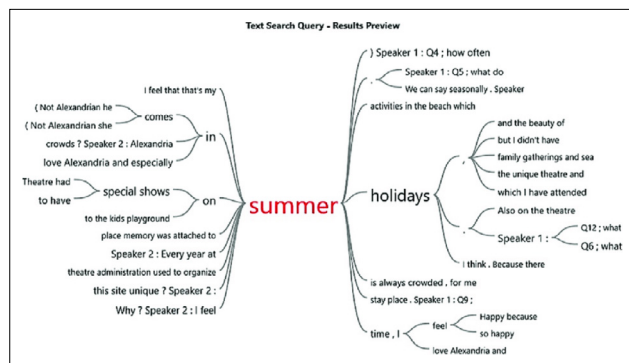 Text Search Query - Results Preview
I feel that that's my
( Not Alexandrian he
( Not Alexandrian she
comes
crowds ? Speaker 2 : Alexandria
love Alexandria and especially
in
Theatre had
to have
special shows
to the kids playground
on
place memory was attached to
Speaker 2 : Every year at
theatre administration used to organize
this site unique ? Speaker 2 :
Why ? Speaker 2 : I feel
summer
) Speaker 1 : Q4 ; how often
.
Speaker 1 : Q5 ; what do
We can say seasonally . Speaker
activities in the beach which
holidays
,
and the beauty of
but I didn't have
family gatherings and sea
the unique theatre and
which I have attended
.
Also on the theatre
Speaker 1 :
Q12 ; what
Q6 ; what
I think . Because there
is always crowded . for me
stay place . Speaker 1 : Q9 ;
time , I
feel
Happy because
so happy
love Alexandria and